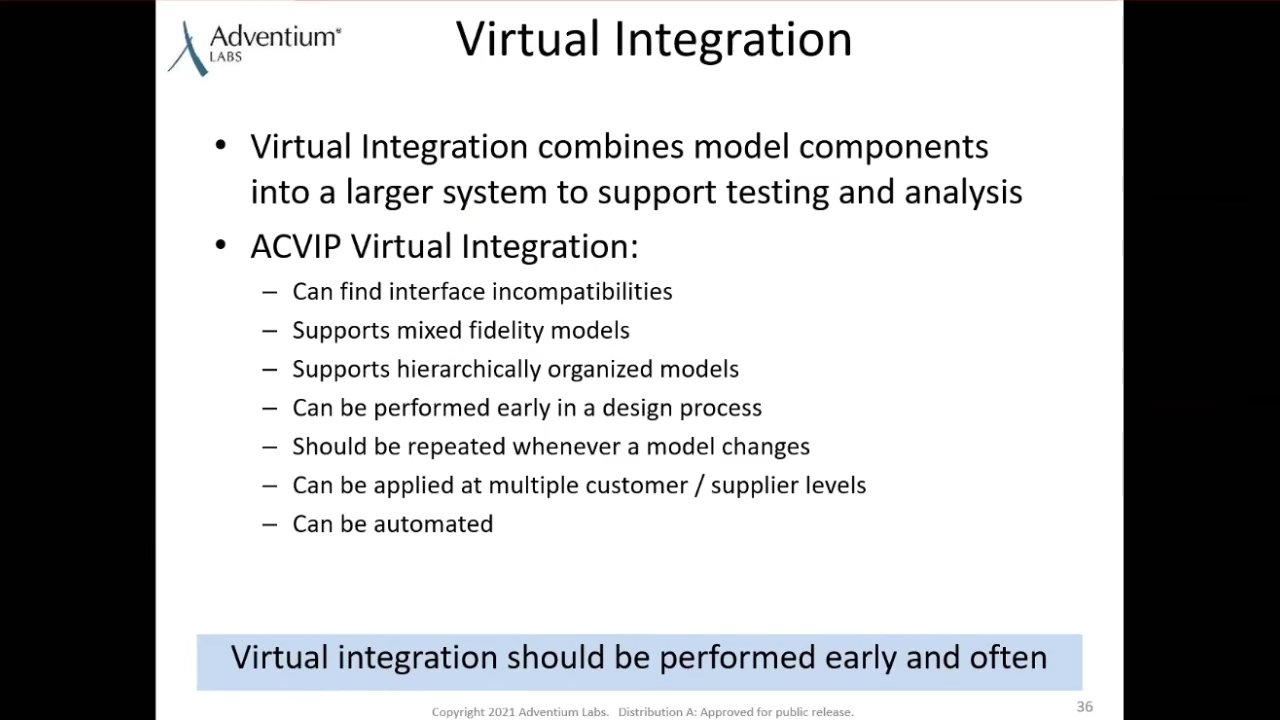 Adventium®
LABS
Virtual Integration
• Virtual Integration combines model components
into a larger system to support testing and analysis
• ACVIP Virtual Integration:
– Can find interface incompatibilities
– Supports mixed fidelity models
– Supports hierarchically organized models
– Can be performed early in a design process
– Should be repeated whenever a model changes
– Can be applied at multiple customer / supplier levels
– Can be automated
Virtual integration should be performed early and often
Copyright 2021 Adventium Labs. Distribution A: Approved for public release.
36